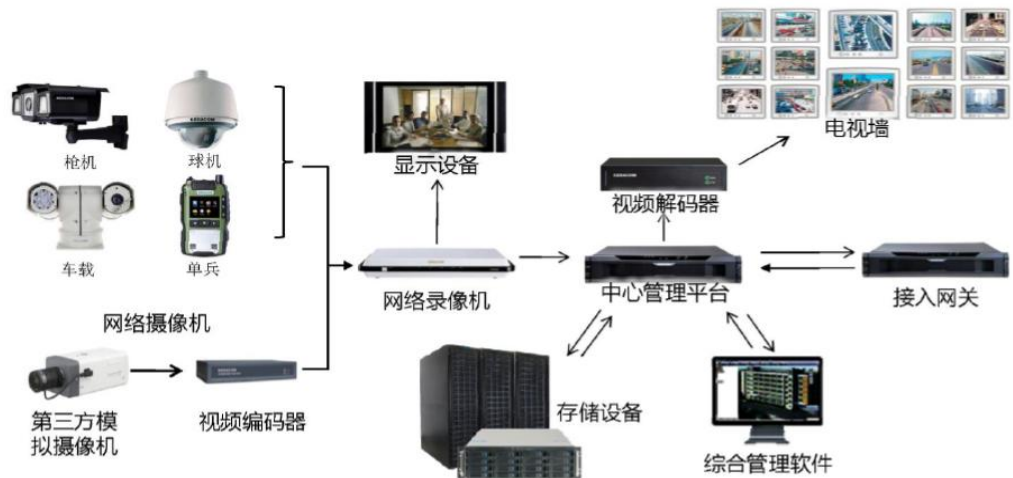 电视墙
枪机
球机
显示设备
视频解码器
车载
单兵
网络录像机
中心管理平台
接入网关
网络摄像机
第三方模
拟摄像机
视频编码器
存储设备
综合管理软件